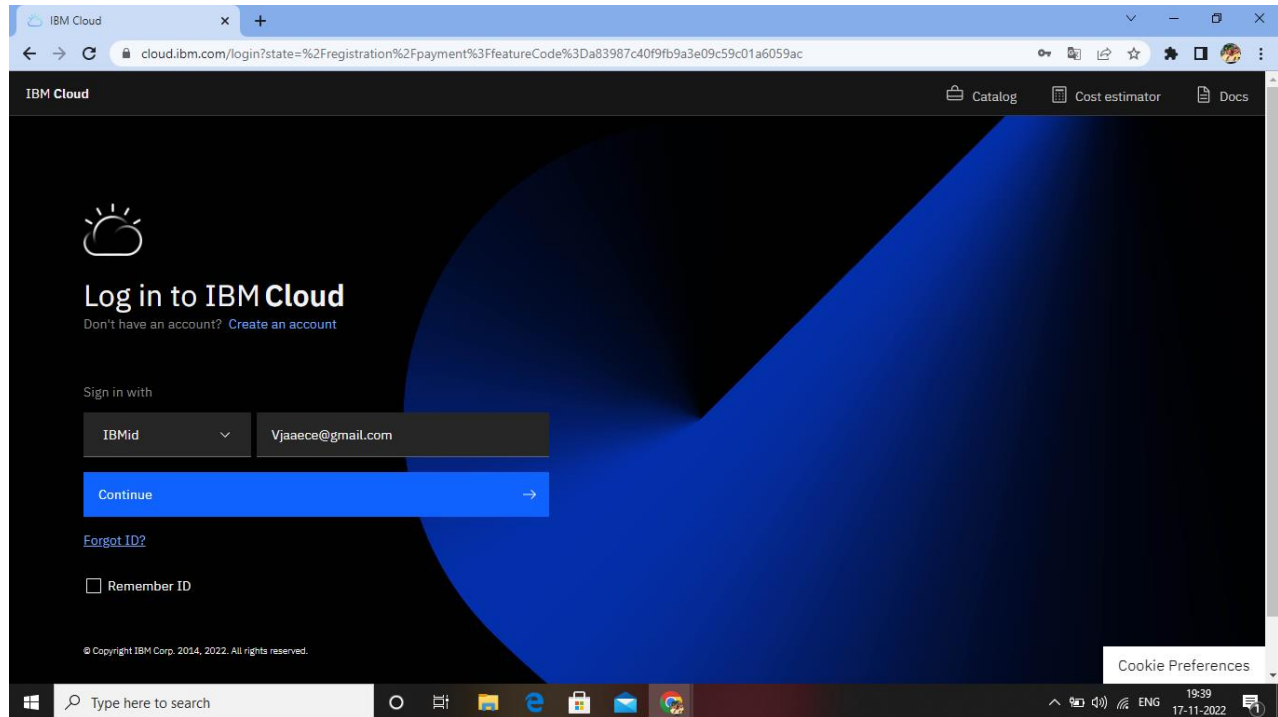 IBM Cloud
cloud.ibm.com/login?state=%2Fregistration%2Fpayment%3FfeatureCode%3Da83987c40f9fb9a3e09c59c01a6059ac
IBM Cloud
Catalog
Cost estimator
Docs
Log in to IBM Cloud
Don't have an account? Create an account
Sign in with
IBMid
Vjaaece@gmail.com
Continue
Forgot ID?
Remember ID
© Copyright IBM Corp. 2014, 2022. All rights reserved.
Cookie Preferences
Type here to search
ENG
19:39
17-11-2022
1